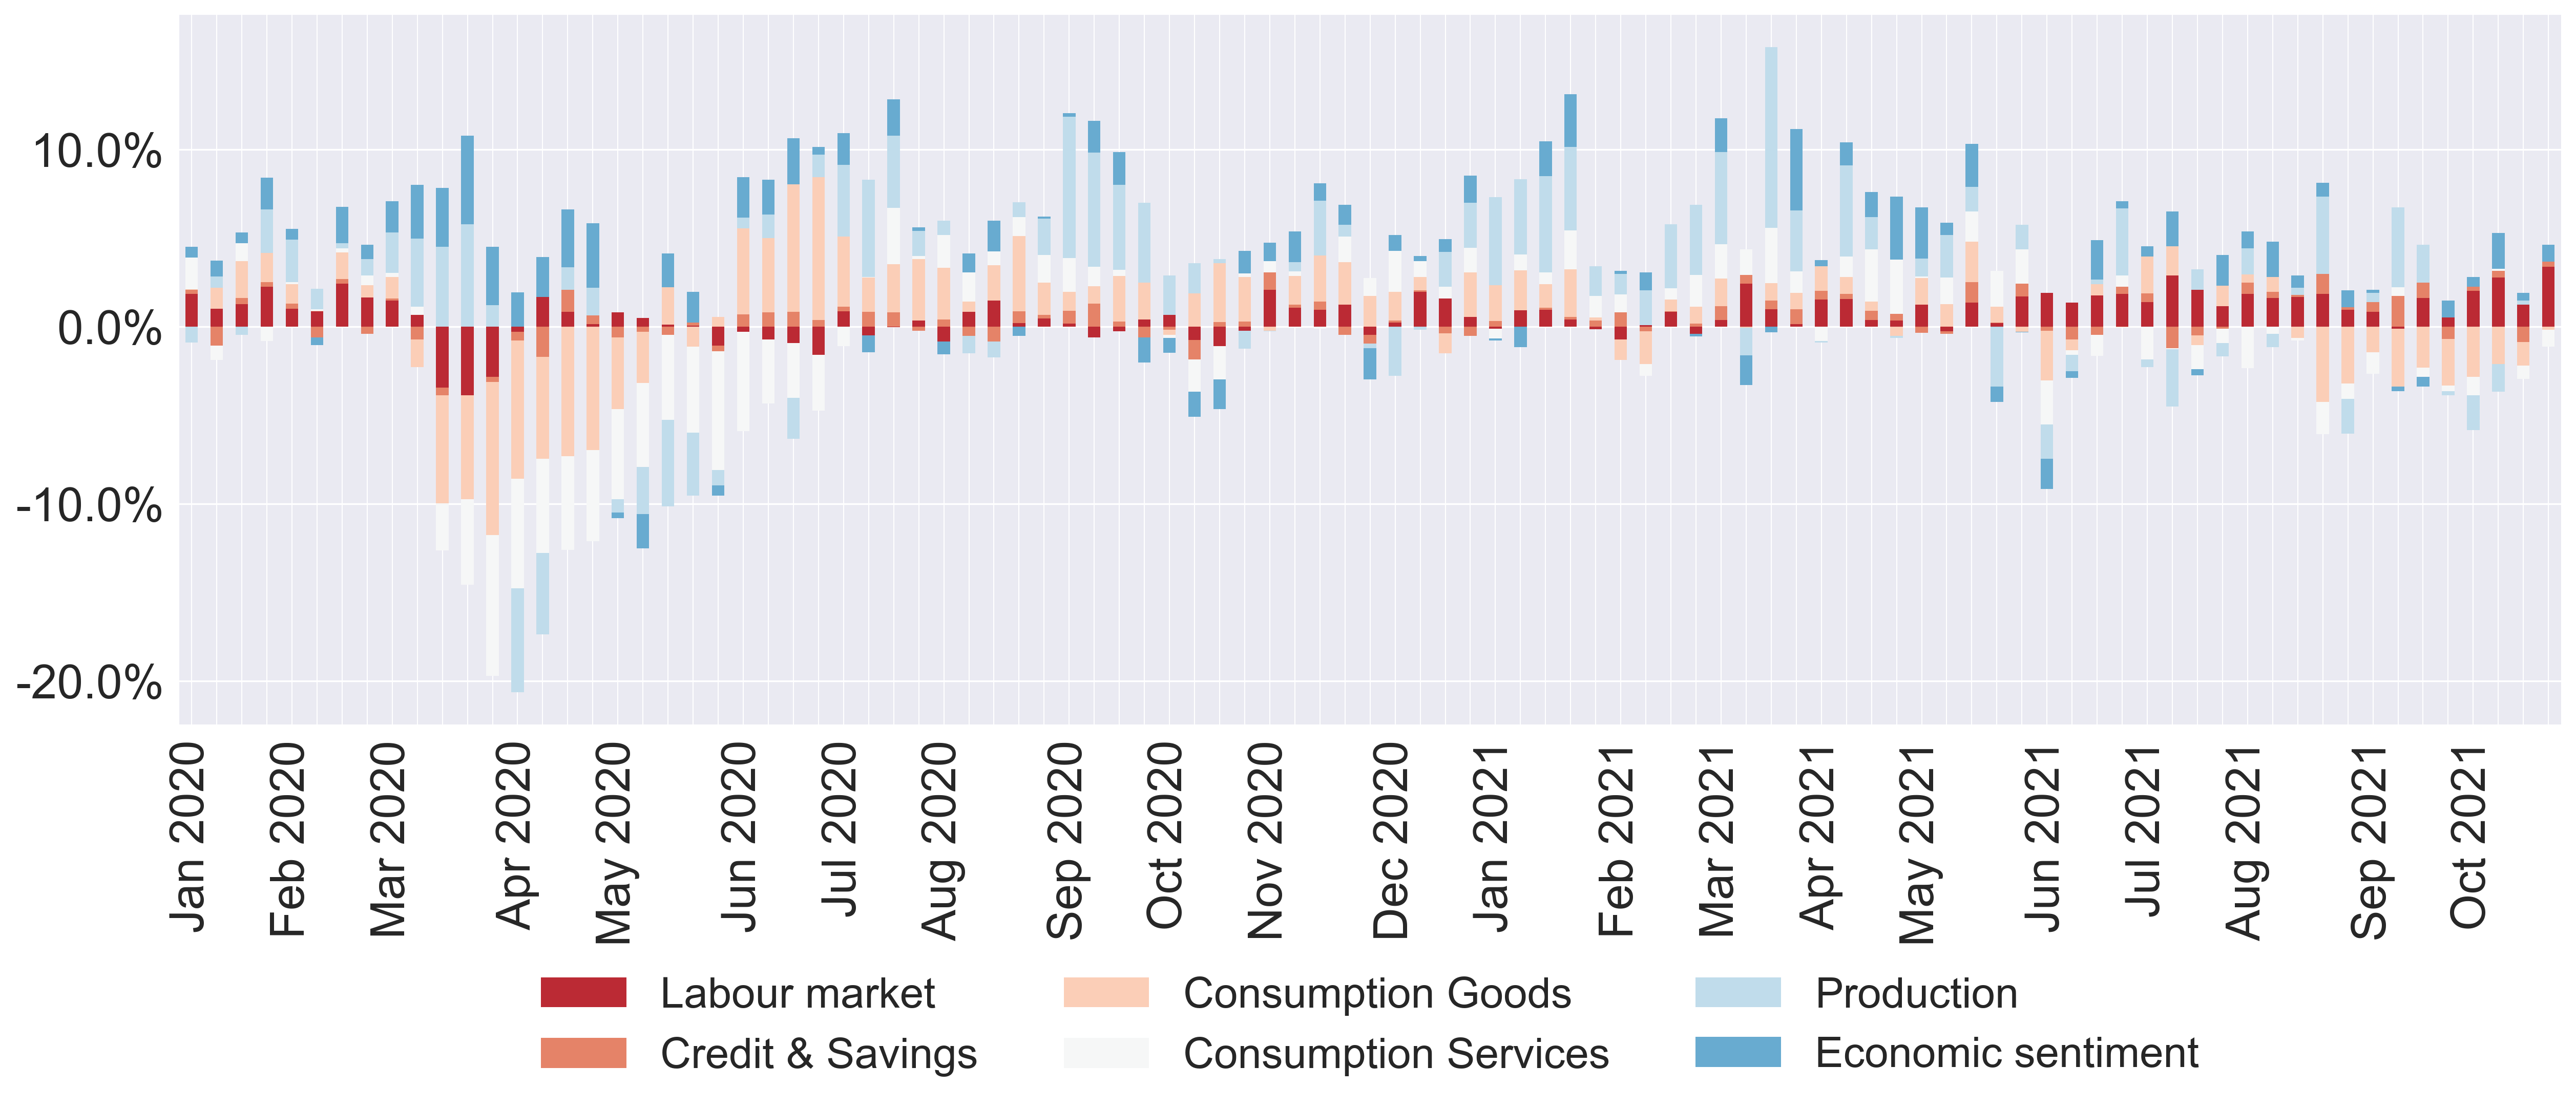 10.0%
0.0%
-10.0%
-20.0%
Jan 2020
Feb 2020
Mar 2020
Apr 2020
May 2020
Jun 2020
Jul 2020
Aug 2020
Sep 2020
Oct 2020
Nov 2020
Dec 2020
Jan 2021
Feb 2021
Mar 2021
Apr 2021
May 2021
Jun 2021
Jul 2021
Aug 2021
Sep 2021
Oct 2021
Labour market
Consumption Goods
Production
Credit & Savings
Consumption Services
Economic sentiment